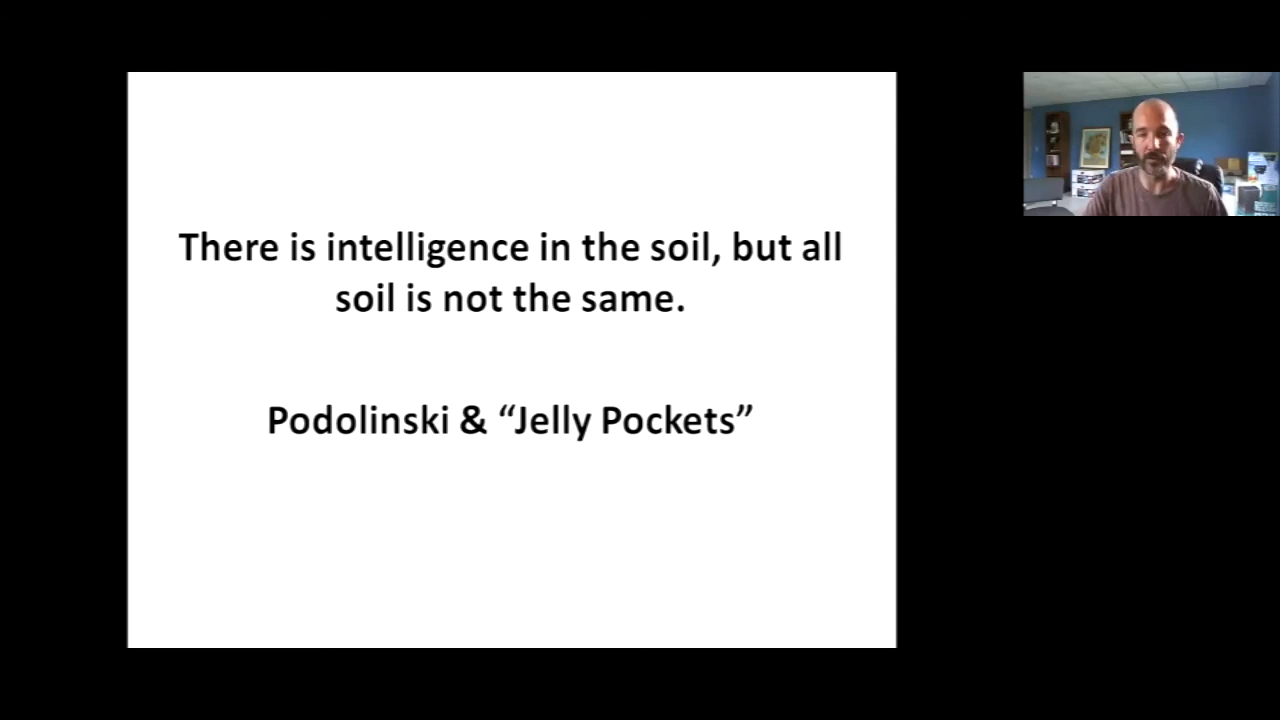 There is intelligence in the soil, but all
soil is not the same.
Podolinski & “Jelly Pockets”